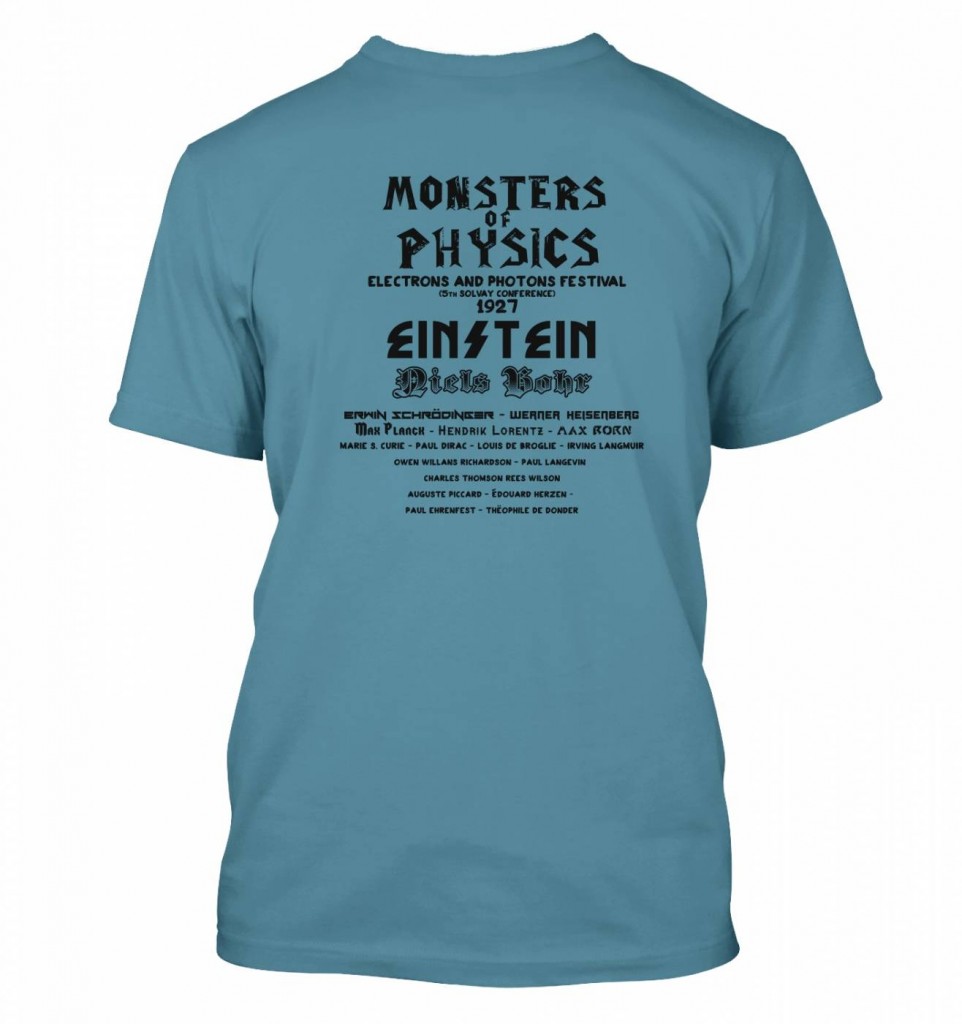 MONSTERS
OF
PHYSICS
ELECTRONS AND PHOTONS FESTIVAL
(5TH SOLVAY CONFERENCE)
1927
EINSTEIN
Niels Bohr
ERWIN SCHRÖDINGER - WERNER HEISENBERG
MAX PLANCK - HENDRIK LORENTZ - MAX BORN
MARIE S. CURIE - PAUL DIRAC - LOUIS DE BROGLIE - IRVING LANGMUIR
OWEN WILLANS RICHARDSON - PAUL LANGEVIN
CHARLES THOMSON REES WILSON
AUGUSTE PICCARD - ÉDOUARD HERZEN -
PAUL EHRENFEST - THÉOPHILE DE DONDER